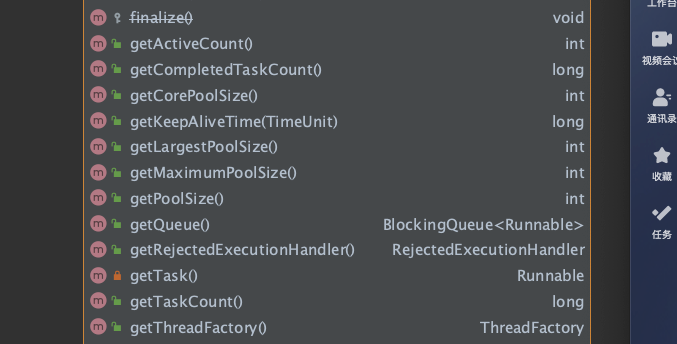 finalize() void
getActiveCount() int
getCompletedTaskCount() long
getCorePoolSize() int
getKeepAliveTime(TimeUnit) long
getLargestPoolSize() int
getMaximumPoolSize() int
getPoolSize() int
getQueue() BlockingQueue<Runnable>
getRejectedExecutionHandler() RejectedExecutionHandler
getTask() Runnable
getTaskCount() long
getThreadFactory() ThreadFactory
工作台
视频会议
通讯录
收藏
任务